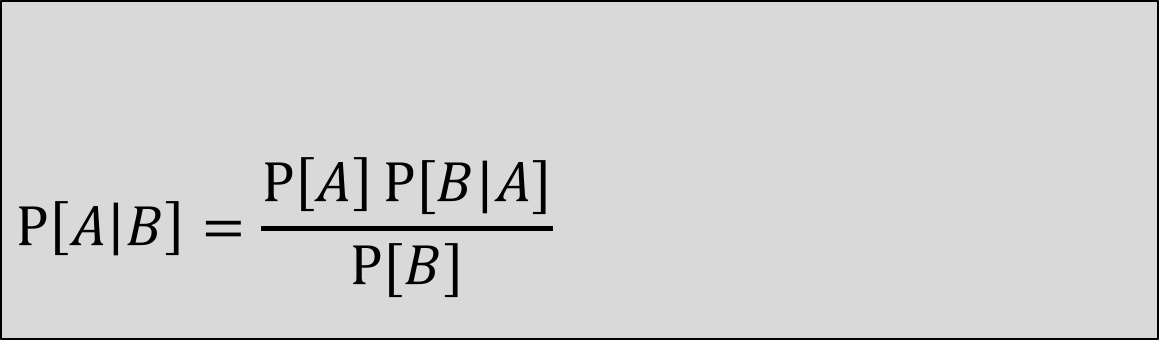 P[A|B] = P[A] P[B|A] / P[B]